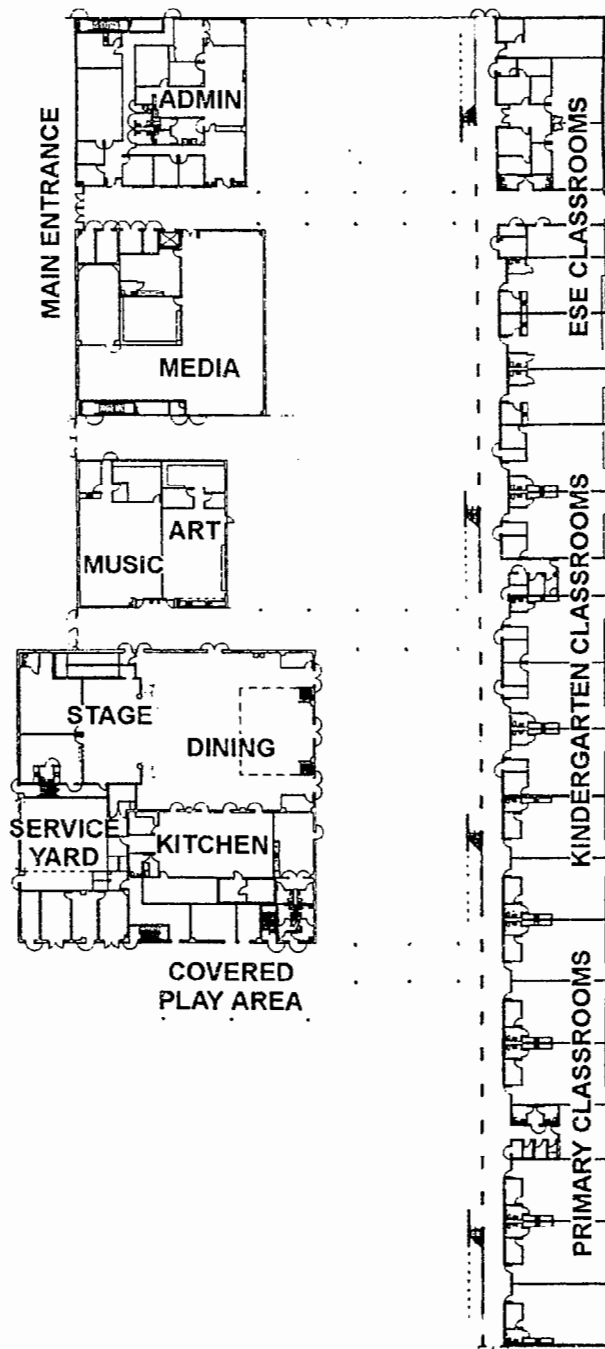 ADMIN
MAIN ENTRANCE
MEDIA
ART
MUSIC
STAGE
DINING
SERVICE
YARD
KITCHEN
COVERED
PLAY AREA
ESE CLASSROOMS
KINDERGARTEN CLASSROOMS
PRIMARY CLASSROOMS